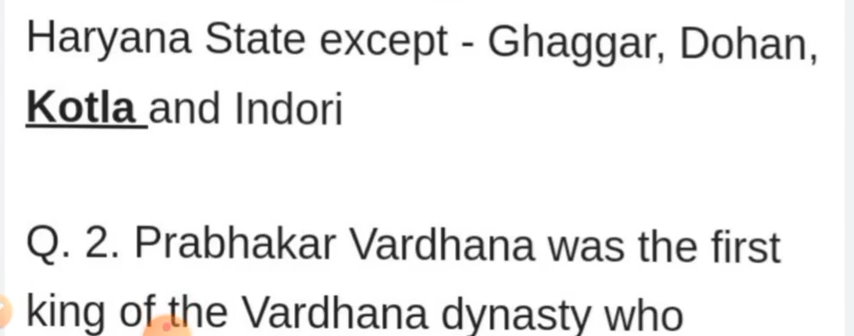 Haryana State except - Ghaggar, Dohan,
Kotla and Indori
Q. 2. Prabhakar Vardhana was the first
king of the Vardhana dynasty who